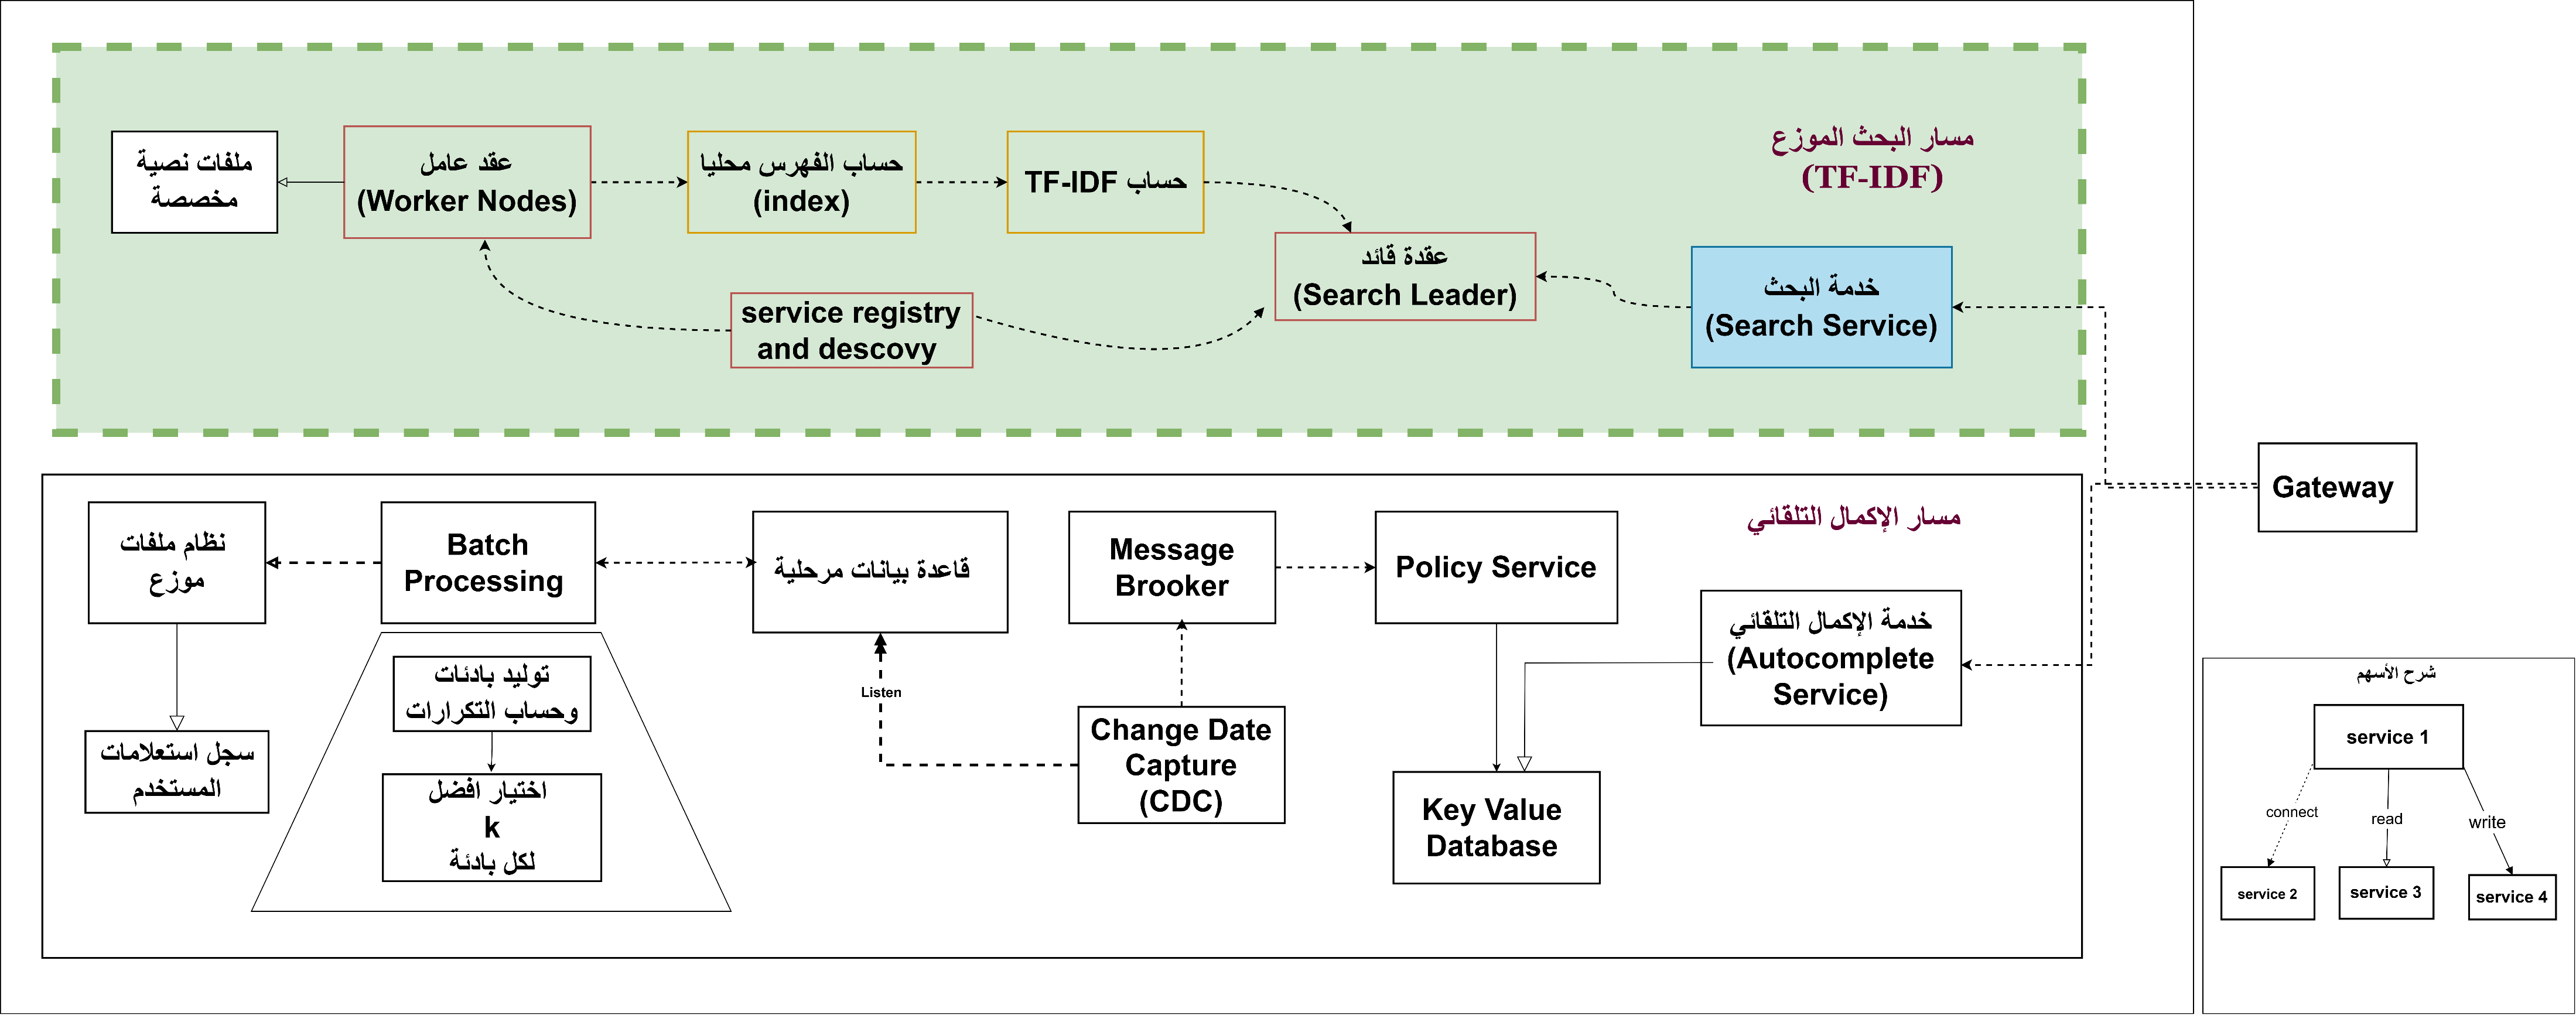 مسار البحث الموزع
(TF-IDF)
ملفات نصية
مخصصة
عقد عامل
(Worker Nodes)
حساب الفهرس محليا
(index)
حساب TF-IDF
عقدة قائد
(Search Leader)
خدمة البحث
(Search Service)
service registry
and descovy
Gateway
مسار الإكمال التلقائي
نظام ملفات
موزع
Batch
Processing
قاعدة بيانات مرحلية
Message
Brooker
Policy Service
خدمة الإكمال التلقائي
(Autocomplete
Service)
توليد بادئات
وحساب التكرارات
اختيار افضل
k
لكل بادئة
سجل استعلامات
المستخدم
Listen
Change Date
Capture
(CDC)
Key Value
Database
شرح الأسهم
service 1
connect
read
write
service 2
service 3
service 4